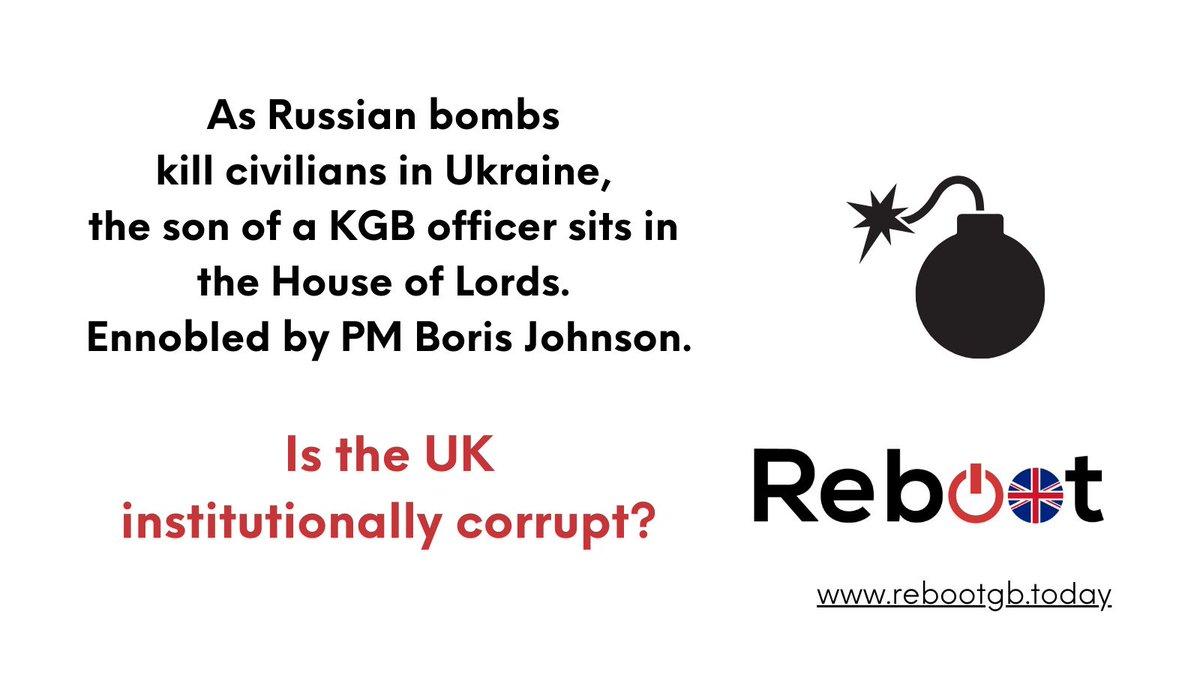 As Russian bombs
kill civilians in Ukraine,
the son of a KGB officer sits in
the House of Lords.
Ennobled by PM Boris Johnson.
Is the UK
institutionally corrupt?
Reboot
www.rebootgb.today